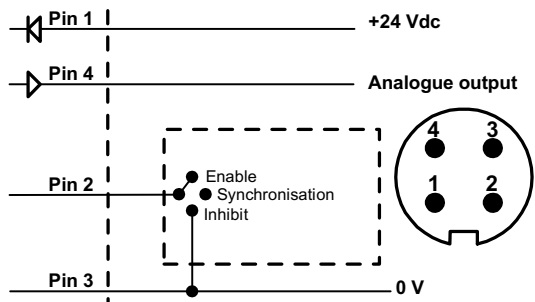 Pin 1
+24 Vdc
Pin 4
Analogue output
4 3
Enable
Pin 2
Synchronisation
1 2
Inhibit
Pin 3
0 V